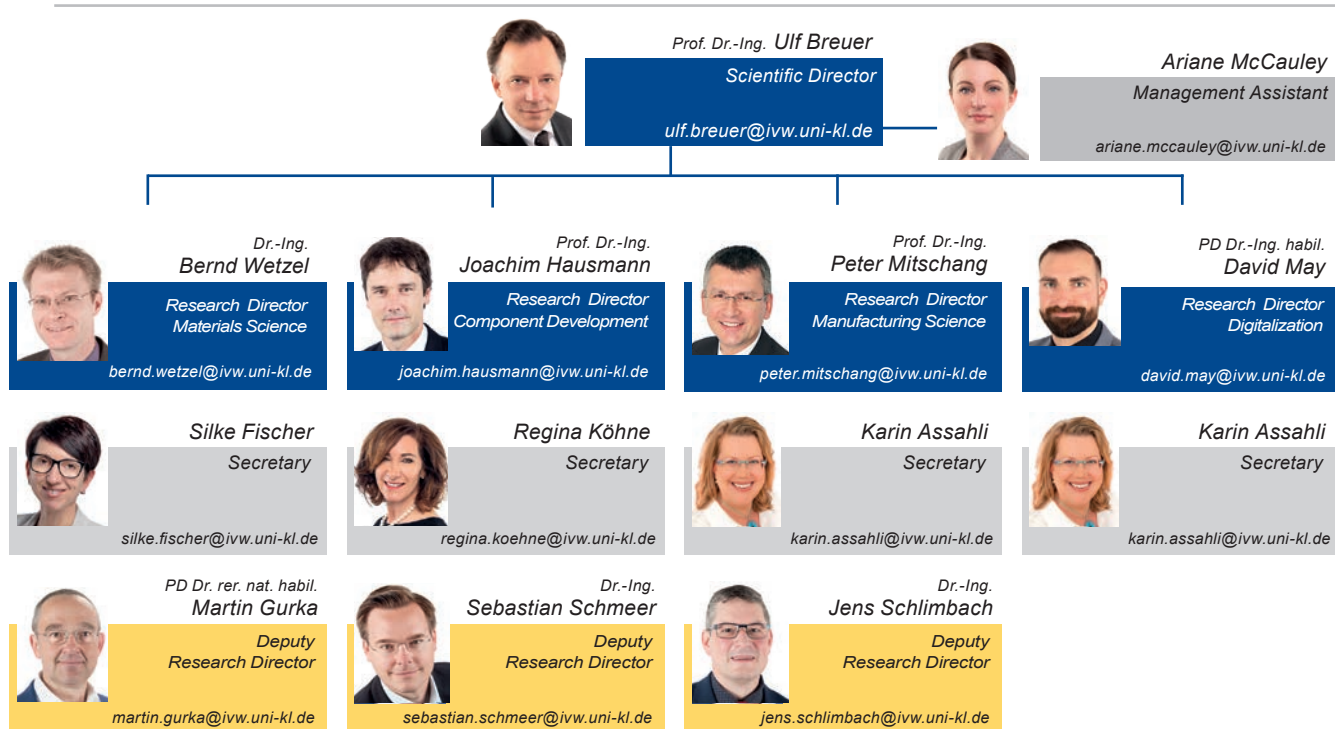 Prof. Dr.-Ing. Ulf Breuer
Scientific Director
ulf.breuer@ivw.uni-kl.de
Ariane McCauley
Management Assistant
ariane.mccauley@ivw.uni-kl.de
Dr.-Ing.
Bernd Wetzel
Research Director
Materials Science
bernd.wetzel@ivw.uni-kl.de
Prof. Dr.-Ing.
Joachim Hausmann
Research Director
Component Development
joachim.hausmann@ivw.uni-kl.de
Prof. Dr.-Ing.
Peter Mitschang
Research Director
Manufacturing Science
peter.mitschang@ivw.uni-kl.de
PD Dr.-Ing. habil.
David May
Research Director
Digitalization
david.may@ivw.uni-kl.de
Silke Fischer
Secretary
silke.fischer@ivw.uni-kl.de
Regina Köhne
Secretary
regina.koehne@ivw.uni-kl.de
Karin Assahli
Secretary
karin.assahli@ivw.uni-kl.de
Karin Assahli
Secretary
karin.assahli@ivw.uni-kl.de
PD Dr. rer. nat. habil.
Martin Gurka
Deputy
Research Director
martin.gurka@ivw.uni-kl.de
Dr.-Ing.
Sebastian Schmeer
Deputy
Research Director
sebastian.schmeer@ivw.uni-kl.de
Dr.-Ing.
Jens Schlimbach
Deputy
Research Director
jens.schlimbach@ivw.uni-kl.de